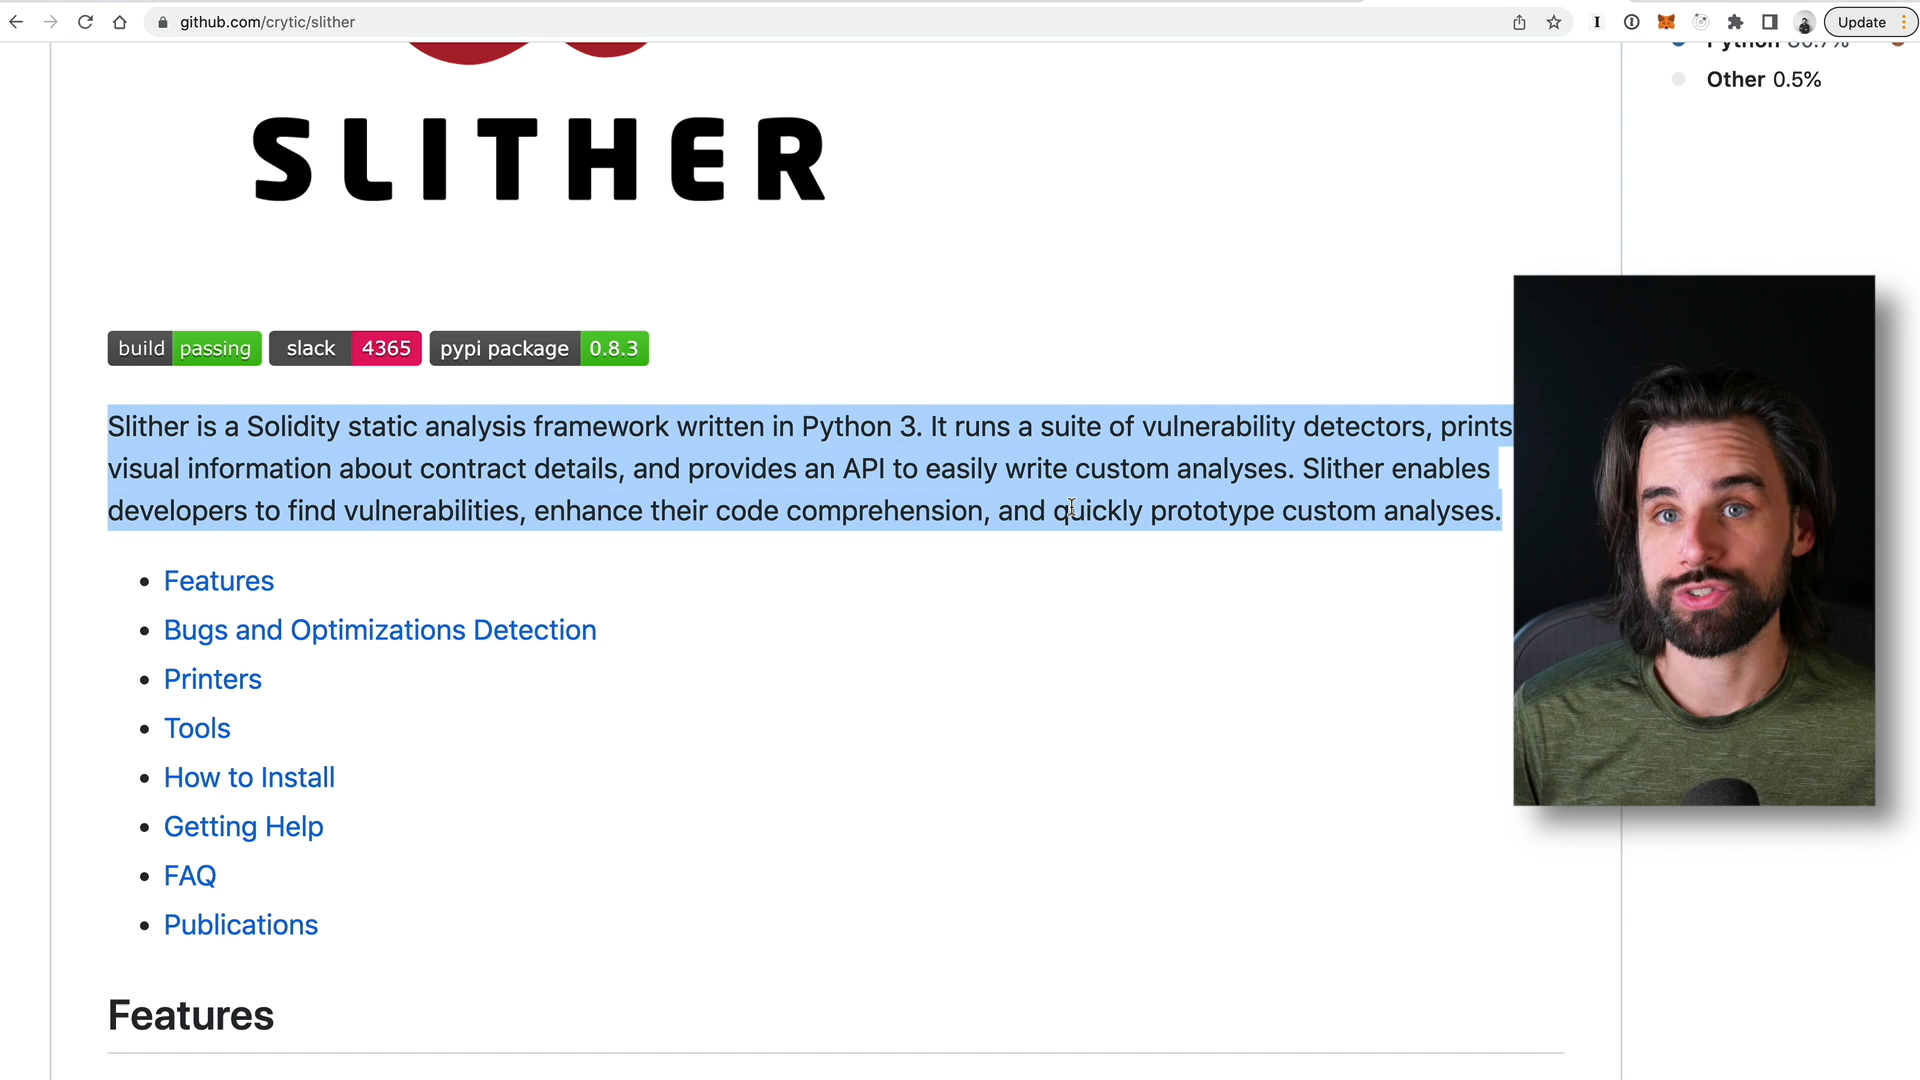 github.com/crytic/slither
Update
Other 0.5%
SLITHER
build passing slack 4365 pypi package 0.8.3
Slither is a Solidity static analysis framework written in Python 3. It runs a suite of vulnerability detectors, prints
visual information about contract details, and provides an API to easily write custom analyses. Slither enables
developers to find vulnerabilities, enhance their code comprehension, and quickly prototype custom analyses.
Features
Bugs and Optimizations Detection
Printers
Tools
How to Install
Getting Help
FAQ
Publications
Features